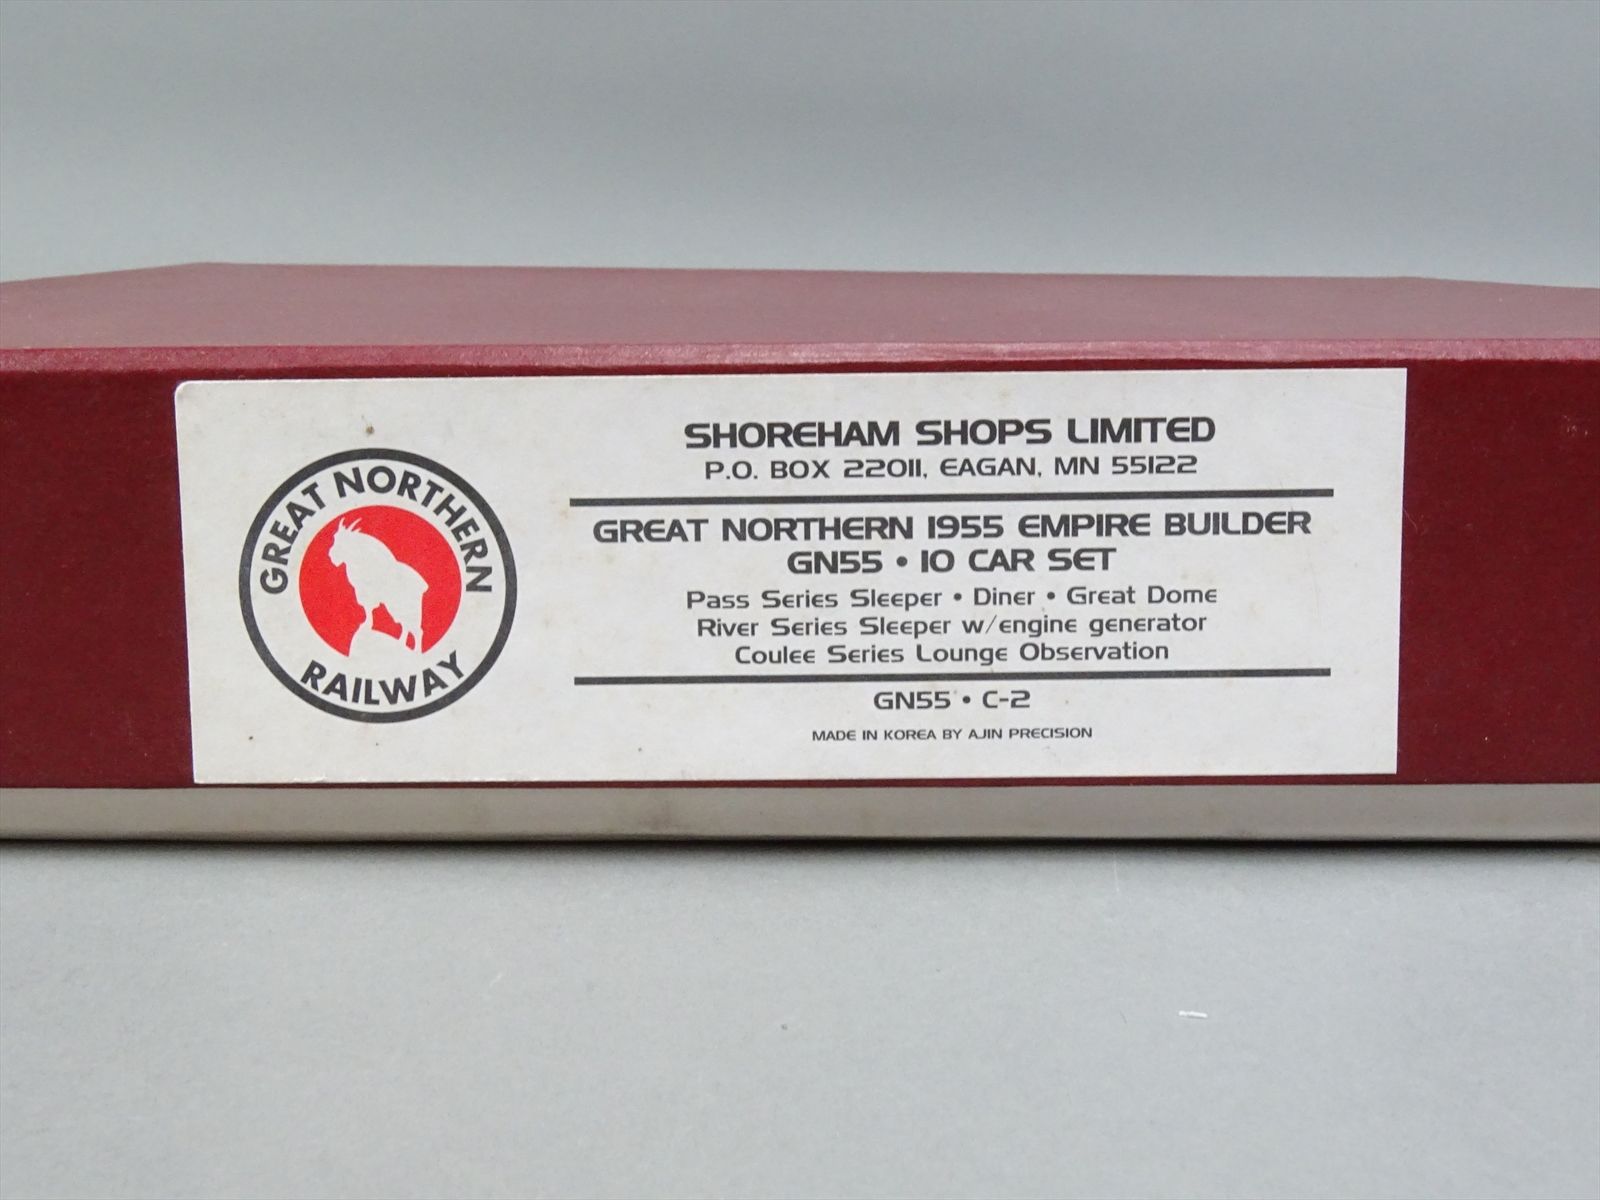 GREAT NORTHERN
RAILWAY
SHOREHAM SHOPS LIMITED
P.O. BOX 22011, EAGAN, MN 55122
GREAT NORTHERN 1955 EMPIRE BUILDER
GN55 • 10 CAR SET
Pass Series Sleeper • Diner • Great Dome
River Series Sleeper w/engine generator
Coulee Series Lounge Observation
GN55 • C-2
MADE IN KOREA BY AJIN PRECISION